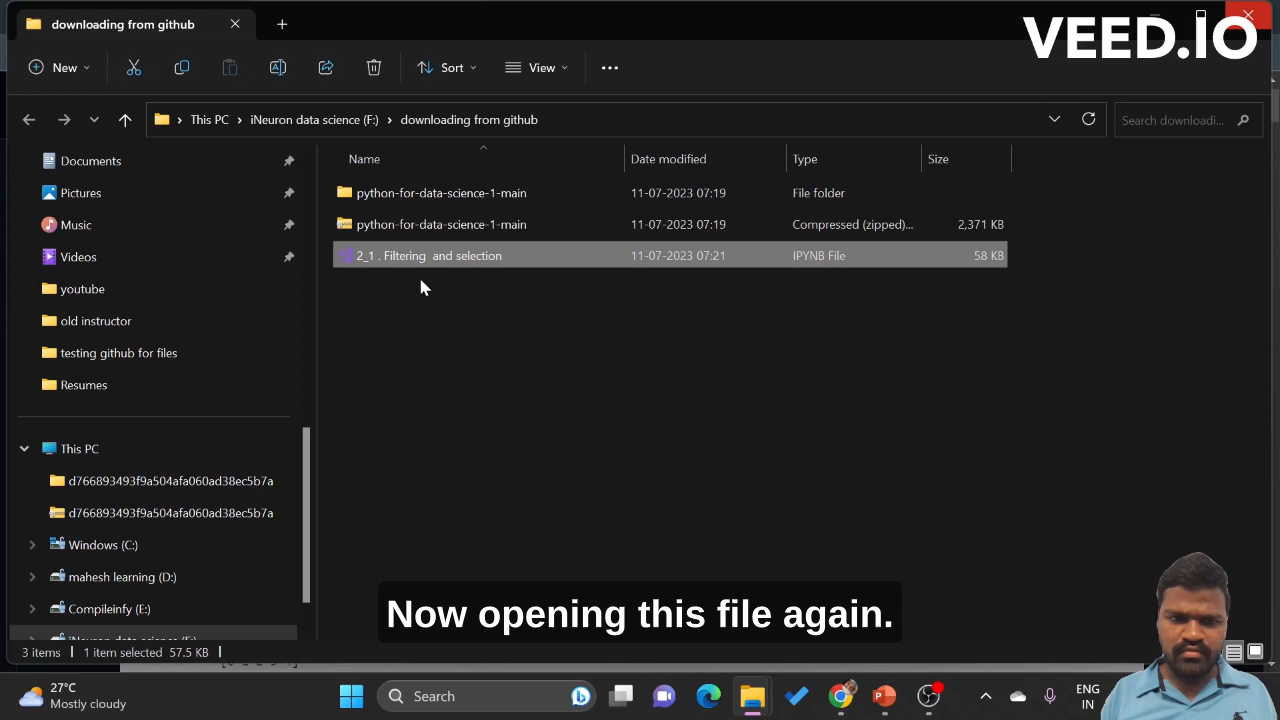 downloading from github
VEED.IO
New
Sort
View
This PC
iNeuron data science (F:)
downloading from github
Search downloadi...
Documents
Pictures
Music
Videos
youtube
old instructor
testing github for files
Resumes
This PC
d766893493f9a504afa060ad38ec5b7a
d766893493f9a504afa060ad38ec5b7a
Windows (C:)
mahesh learning (D:)
Compileinfy (E:)
iNeuron data science (F:)
Name Date modified Type Size
python-for-data-science-1-main 11-07-2023 07:19 File folder
python-for-data-science-1-main 11-07-2023 07:19 Compressed (zipped)... 2,371 KB
2_1 . Filtering  and selection 11-07-2023 07:21 IPYNB File 58 KB
Now opening this file again.
3 items 1 item selected 57.5 KB
27°C
Mostly cloudy
Search
ENG
IN